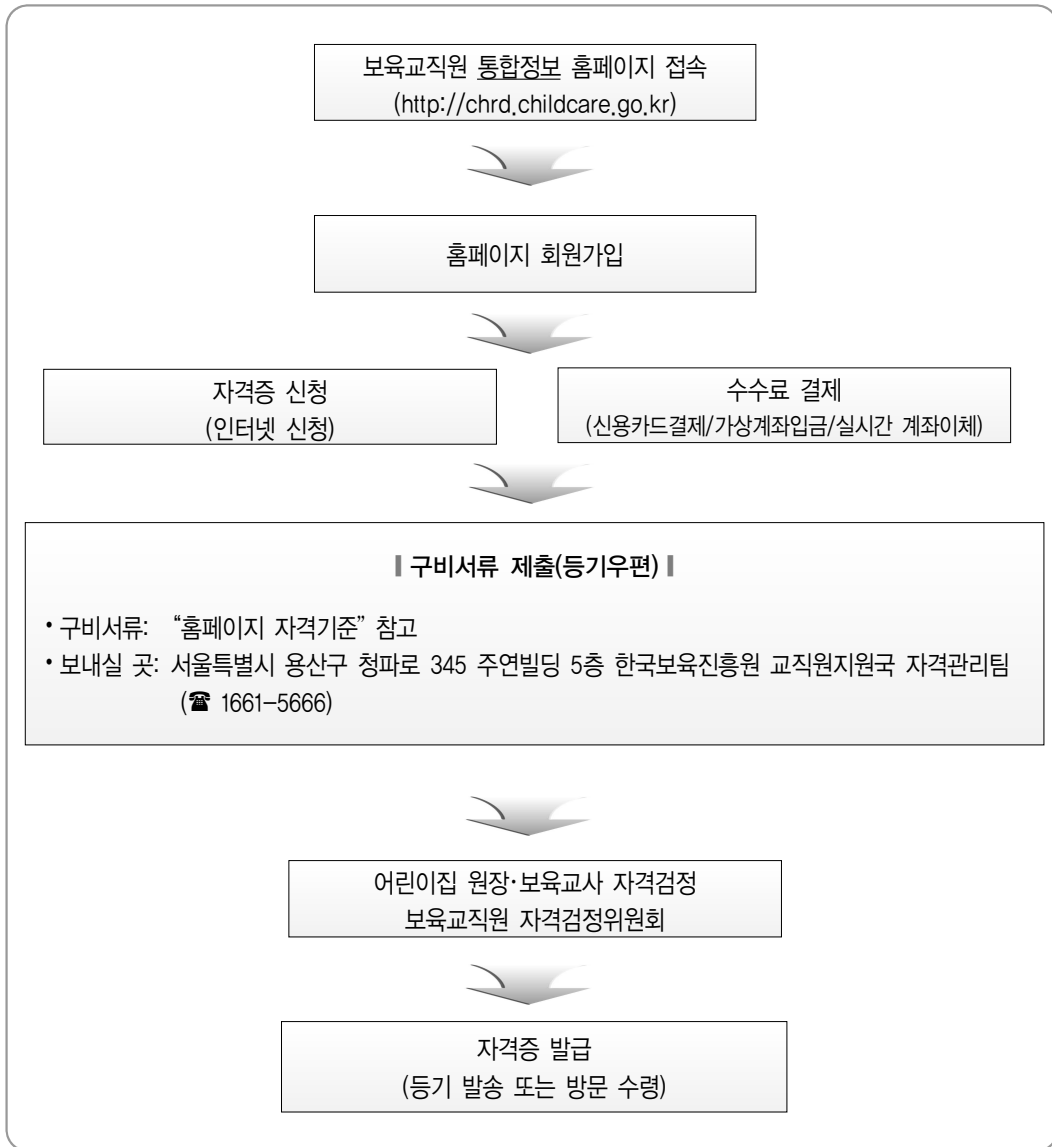 보육교직원 통합정보 홈페이지 접속
(http://chrd.childcare.go.kr)
홈페이지 회원가입
자격증 신청
(인터넷 신청)
수수료 결제
(신용카드결제/가상계좌입금/실시간 계좌이체)
▌구비서류 제출(등기우편)▐
• 구비서류: “홈페이지 자격기준” 참고
• 보내실 곳: 서울특별시 용산구 청파로 345 주연빌딩 5층 한국보육진흥원 교직원지원국 자격관리팀
(☎ 1661-5666)
어린이집 원장·보육교사 자격검정
보육교직원 자격검정위원회
자격증 발급
(등기 발송 또는 방문 수령)